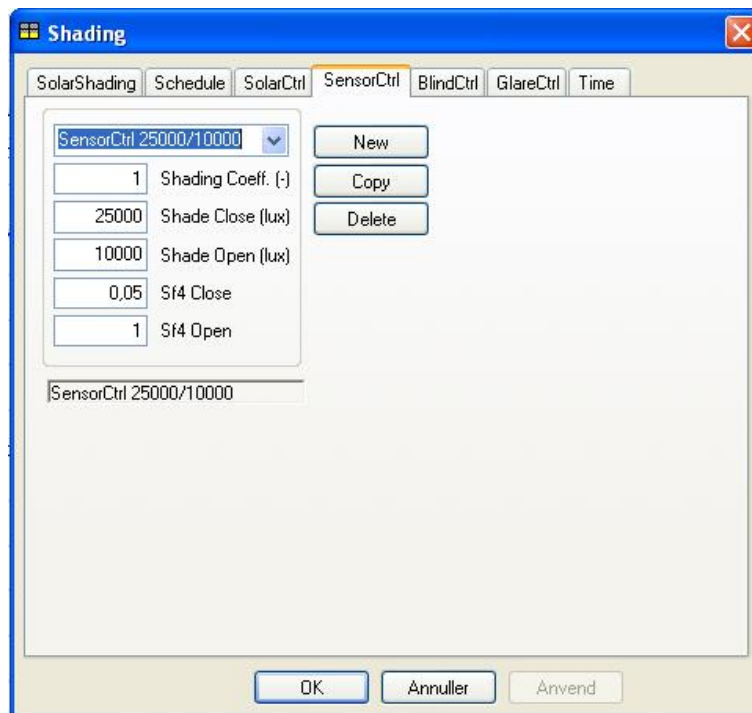 Shading
SolarShading Schedule SolarCtrl SensorCtrl BlindCtrl GlareCtrl Time
SensorCtrl 25000/10000
New
1 Shading Coeff. (-)
Copy
25000 Shade Close (lux)
Delete
10000 Shade Open (lux)
0,05 Sf4 Close
1 Sf4 Open
SensorCtrl 25000/10000
OK Annuller Anvend